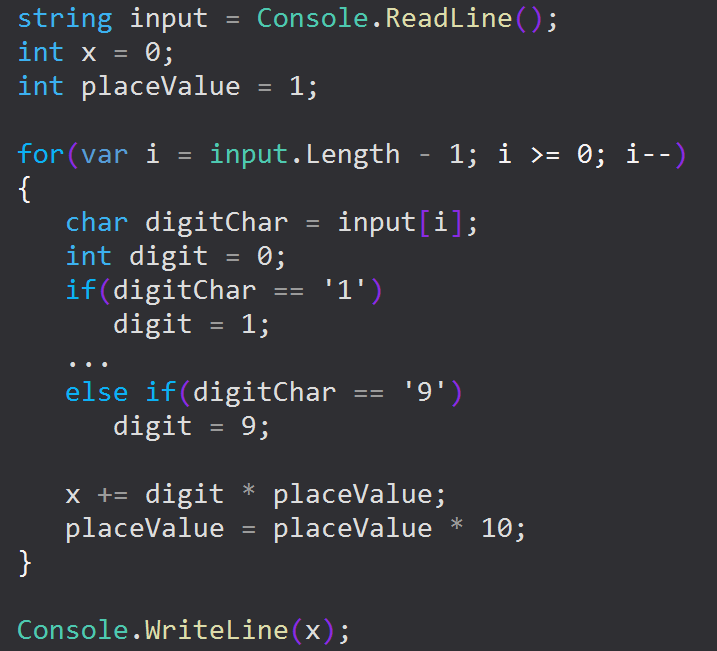 string input = Console.ReadLine();
int x = 0;
int placeValue = 1;
for(var i = input.Length - 1; i >= 0; i--)
{
char digitChar = input[i];
int digit = 0;
if(digitChar == '1')
digit = 1;
...
else if(digitChar == '9')
digit = 9;
x += digit * placeValue;
placeValue = placeValue * 10;
}
Console.WriteLine(x);